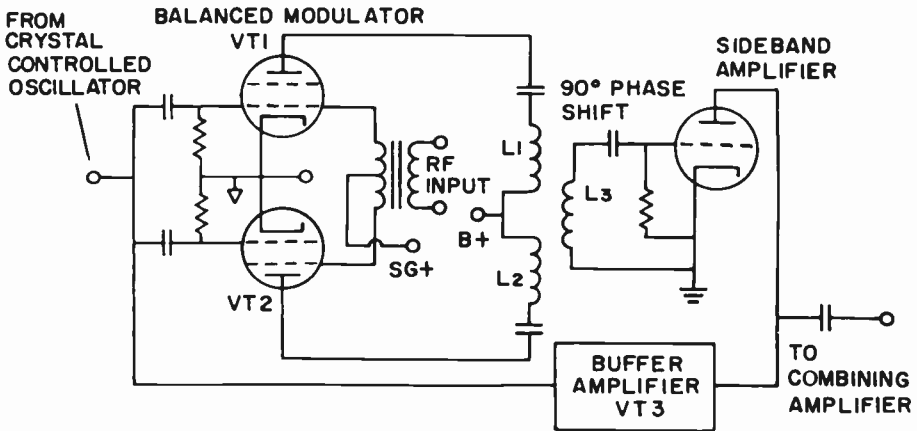 FROM
CRYSTAL
CONTROLLED
OSCILLATOR
BALANCED MODULATOR
VT1
SIDEBAND
AMPLIFIER
90° PHASE
SHIFT
L1
RF
INPUT
L3
B+
SG+
L2
VT2
BUFFER
AMPLIFIER
VT3
TO
COMBINING
AMPLIFIER